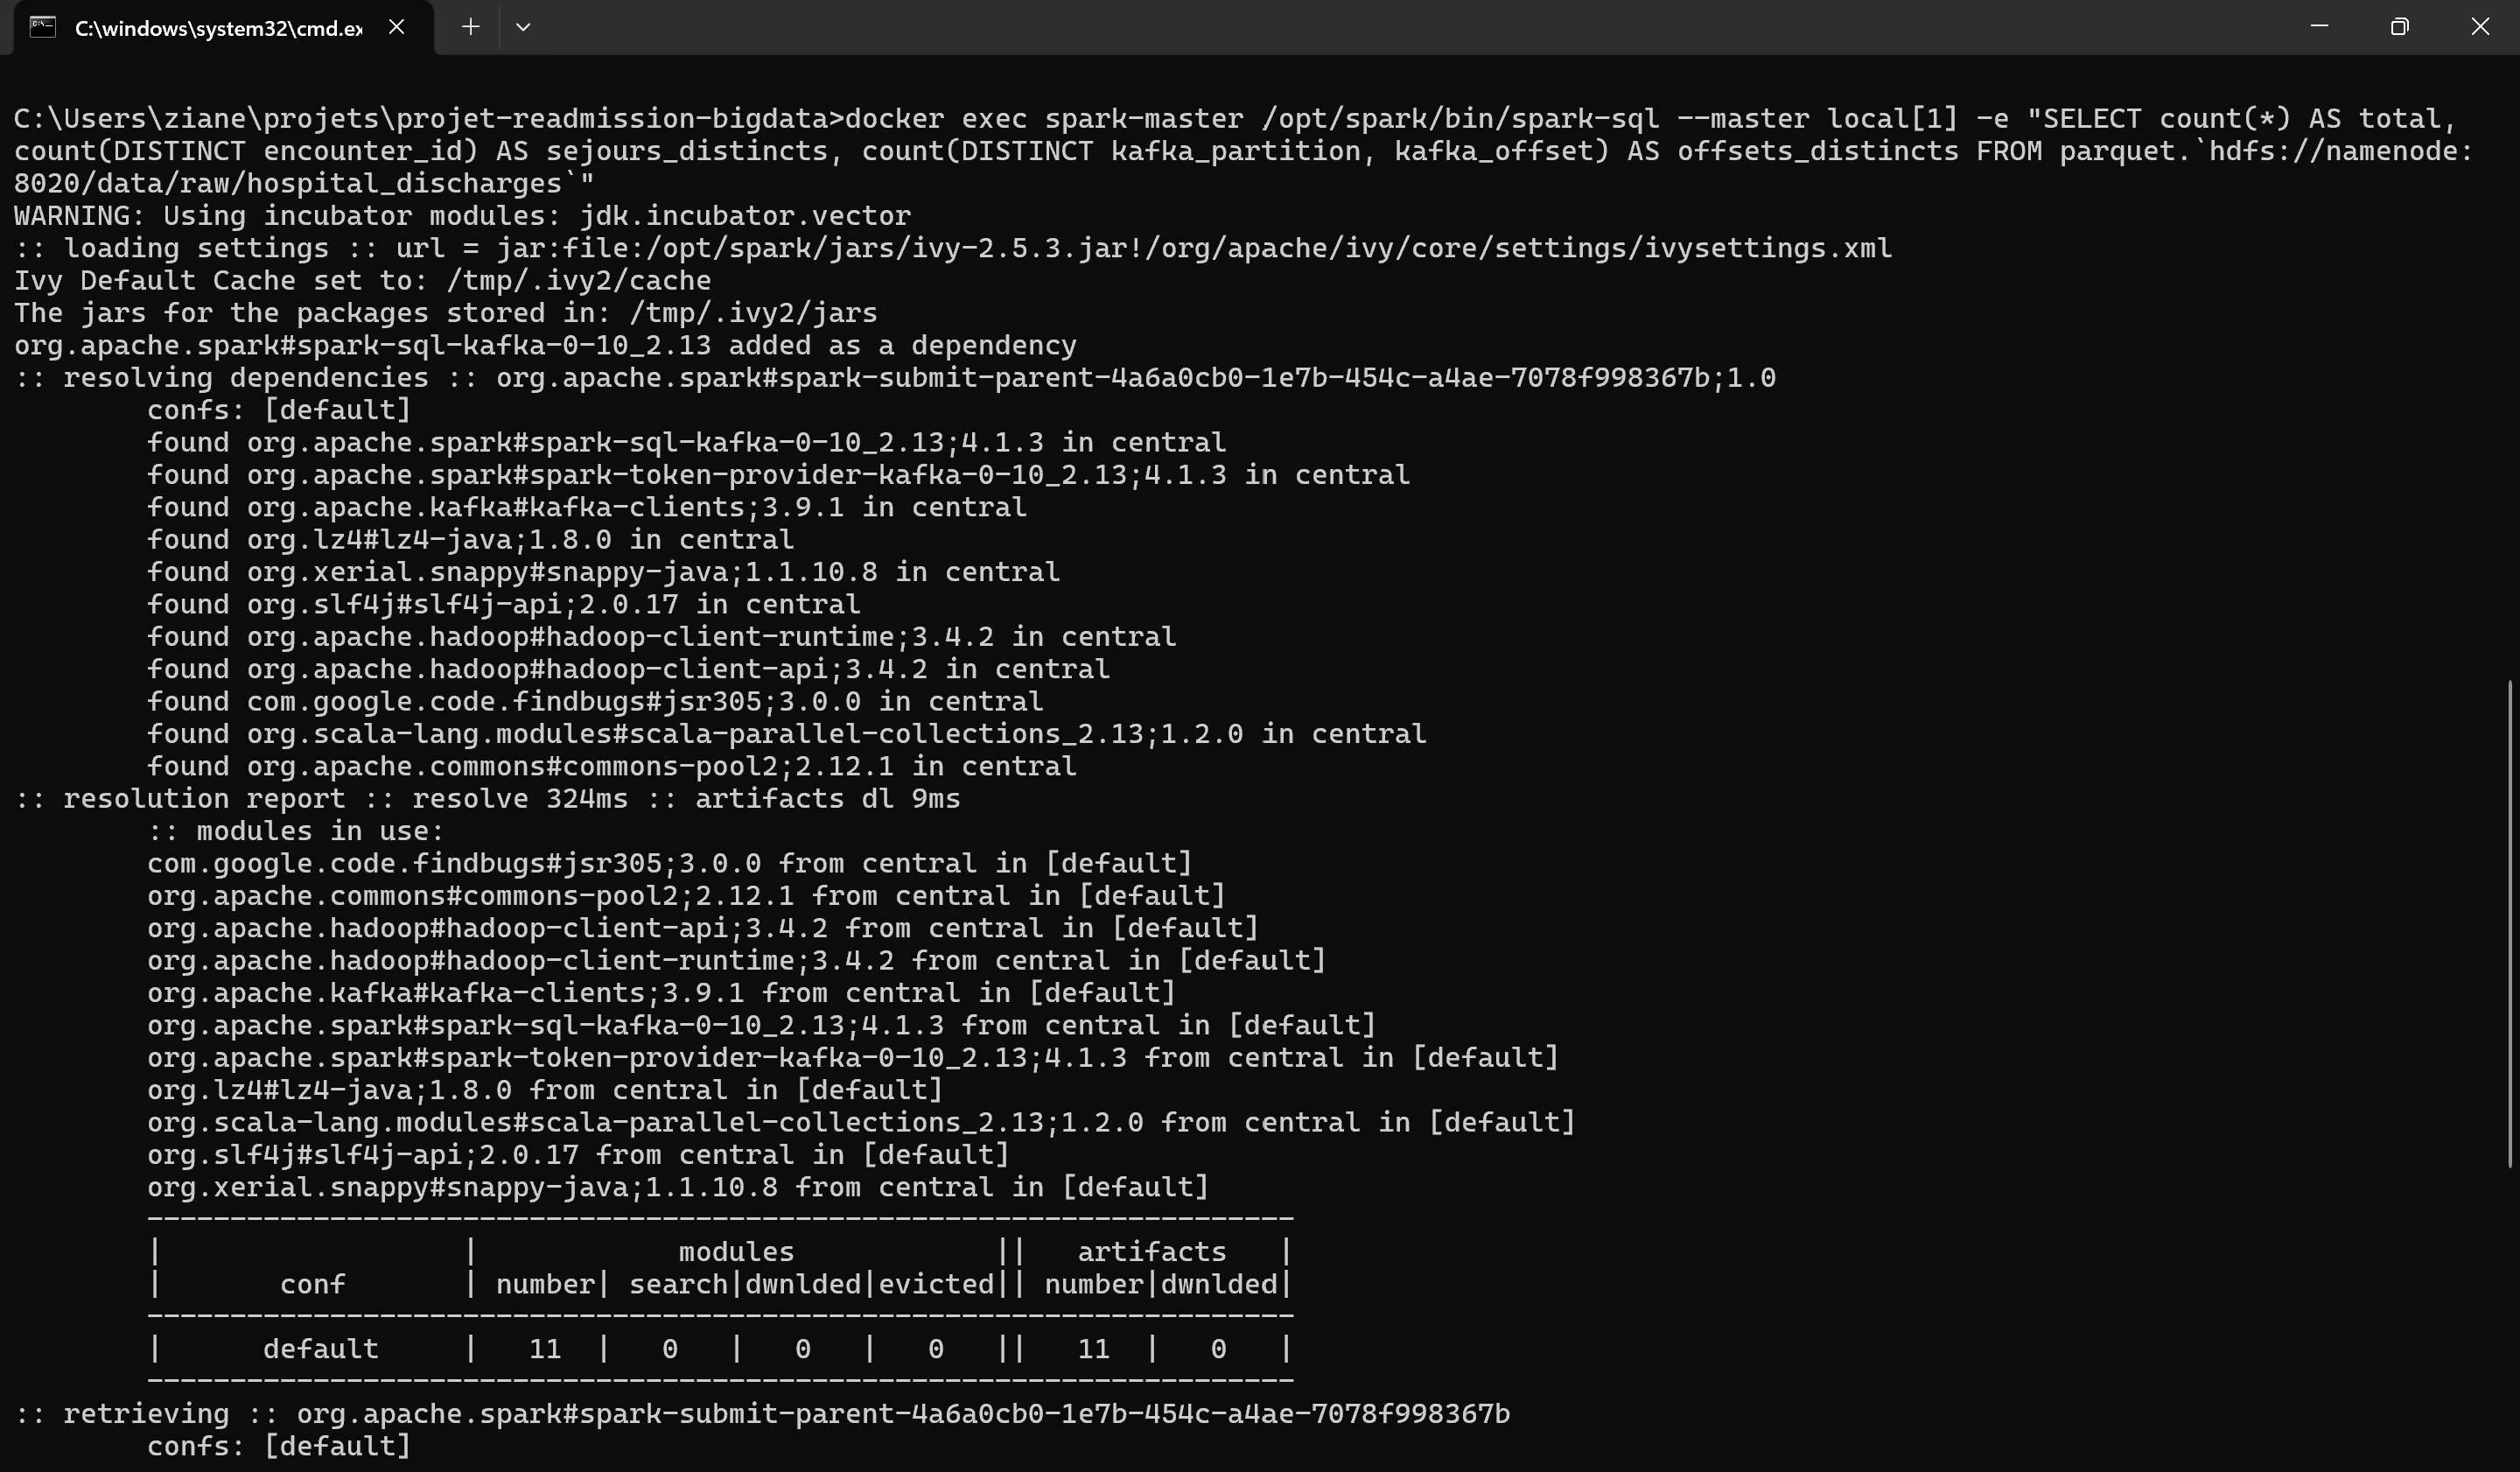 C:\windows\system32\cmd.ex
C:\Users\ziane\projets\projet-readmission-bigdata>docker exec spark-master /opt/spark/bin/spark-sql --master local[1] -e "SELECT count(*) AS total,
count(DISTINCT encounter_id) AS sejours_distincts, count(DISTINCT kafka_partition, kafka_offset) AS offsets_distincts FROM parquet.`hdfs://namenode:
8020/data/raw/hospital_discharges`"
WARNING: Using incubator modules: jdk.incubator.vector
:: loading settings :: url = jar:file:/opt/spark/jars/ivy-2.5.3.jar!/org/apache/ivy/core/settings/ivysettings.xml
Ivy Default Cache set to: /tmp/.ivy2/cache
The jars for the packages stored in: /tmp/.ivy2/jars
org.apache.spark#spark-sql-kafka-0-10_2.13 added as a dependency
:: resolving dependencies :: org.apache.spark#spark-submit-parent-4a6a0cb0-1e7b-454c-a4ae-7078f998367b;1.0
confs: [default]
found org.apache.spark#spark-sql-kafka-0-10_2.13;4.1.3 in central
found org.apache.spark#spark-token-provider-kafka-0-10_2.13;4.1.3 in central
found org.apache.kafka#kafka-clients;3.9.1 in central
found org.lz4#lz4-java;1.8.0 in central
found org.xerial.snappy#snappy-java;1.1.10.8 in central
found org.slf4j#slf4j-api;2.0.17 in central
found org.apache.hadoop#hadoop-client-runtime;3.4.2 in central
found org.apache.hadoop#hadoop-client-api;3.4.2 in central
found com.google.code.findbugs#jsr305;3.0.0 in central
found org.scala-lang.modules#scala-parallel-collections_2.13;1.2.0 in central
found org.apache.commons#commons-pool2;2.12.1 in central
:: resolution report :: resolve 324ms :: artifacts dl 9ms
:: modules in use:
com.google.code.findbugs#jsr305;3.0.0 from central in [default]
org.apache.commons#commons-pool2;2.12.1 from central in [default]
org.apache.hadoop#hadoop-client-api;3.4.2 from central in [default]
org.apache.hadoop#hadoop-client-runtime;3.4.2 from central in [default]
org.apache.kafka#kafka-clients;3.9.1 from central in [default]
org.apache.spark#spark-sql-kafka-0-10_2.13;4.1.3 from central in [default]
org.apache.spark#spark-token-provider-kafka-0-10_2.13;4.1.3 from central in [default]
org.lz4#lz4-java;1.8.0 from central in [default]
org.scala-lang.modules#scala-parallel-collections_2.13;1.2.0 from central in [default]
org.slf4j#slf4j-api;2.0.17 from central in [default]
org.xerial.snappy#snappy-java;1.1.10.8 from central in [default]
---------------------------------------------------------------------
|                  |            modules            ||   artifacts   |
|       conf       | number| search|dwnlded|evicted|| number|dwnlded|
---------------------------------------------------------------------
|      default     |   11  |   0   |   0   |   0   ||   11  |   0   |
---------------------------------------------------------------------
:: retrieving :: org.apache.spark#spark-submit-parent-4a6a0cb0-1e7b-454c-a4ae-7078f998367b
confs: [default]